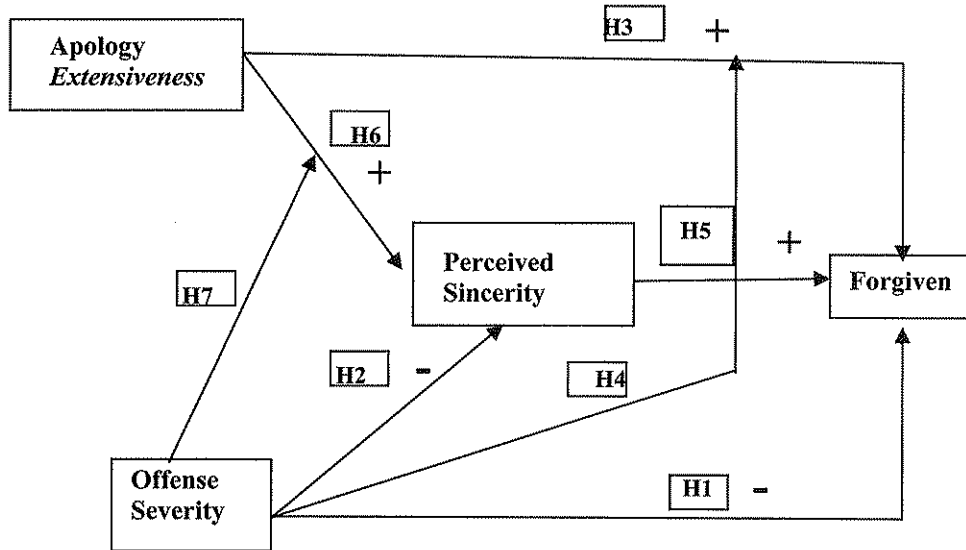 H3 +
Apology
Extensiveness
H6
+
H5 +
Perceived
Sincerity
Forgiven
H7
H2 -
H4
Offense
Severity
H1 -